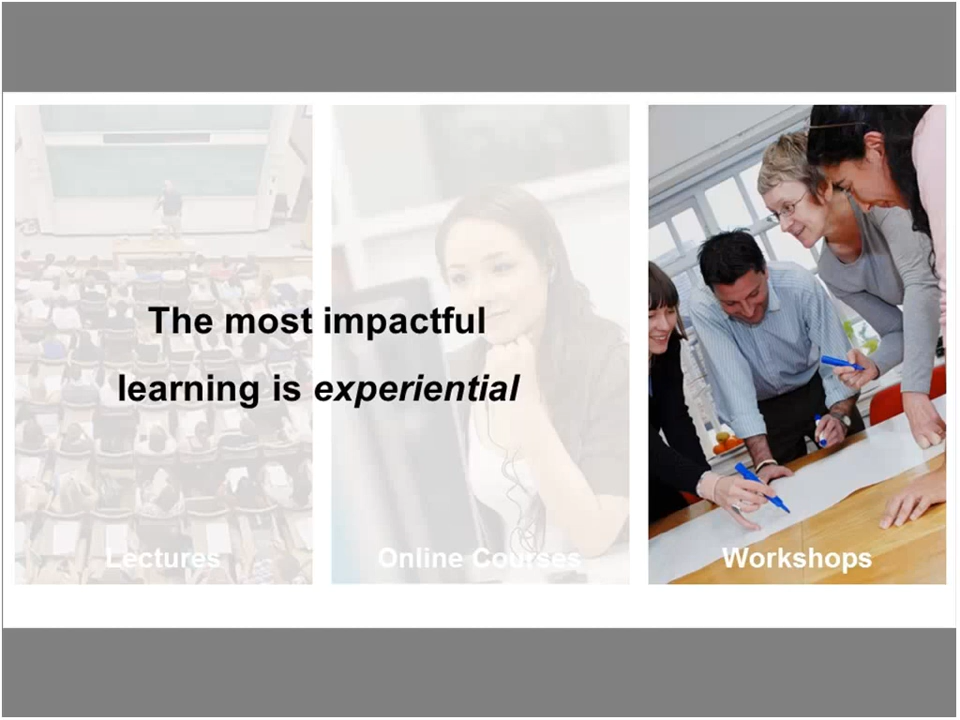 The most impactful
learning is experiential
Lectures
Online Courses
Workshops